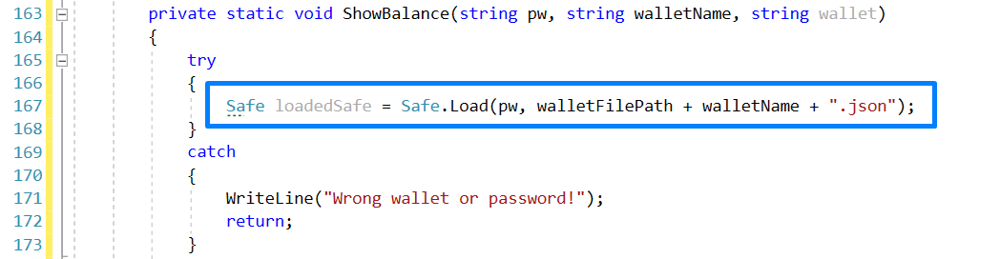 163 private static void ShowBalance(string pw, string walletName, string wallet)
164 {
165 try
166 {
167 Safe loadedSafe = Safe.Load(pw, walletFilePath + walletName + ".json");
168 }
169 catch
170 {
171 WriteLine("Wrong wallet or password!");
172 return;
173 }